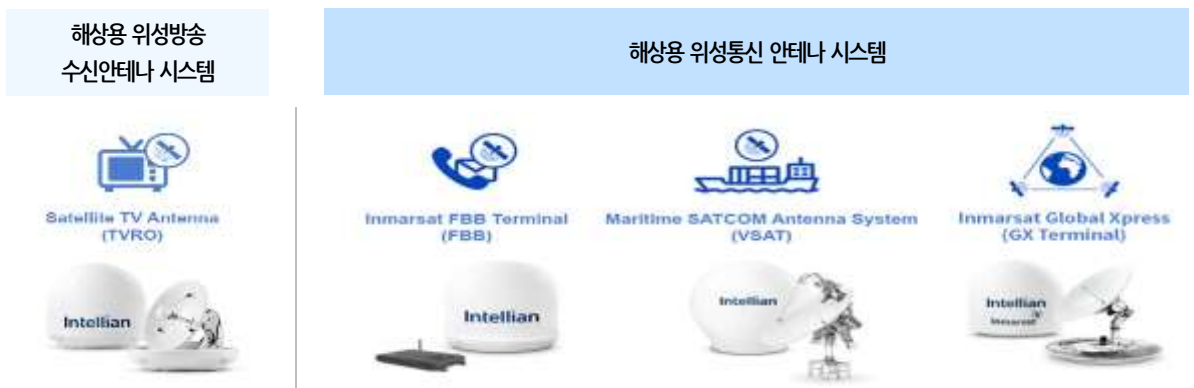 해상용 위성방송
수신안테나 시스템
해상용 위성통신 안테나 시스템
Satellite TV Antenna
(TVRO)
Inmarsat FBB Terminal
(FBB)
Maritime SATCOM Antenna System
(VSAT)
Inmarsat Global Xpress
(GX Terminal)
Intellian
Intellian
Intellian
Intellian
inmarsat